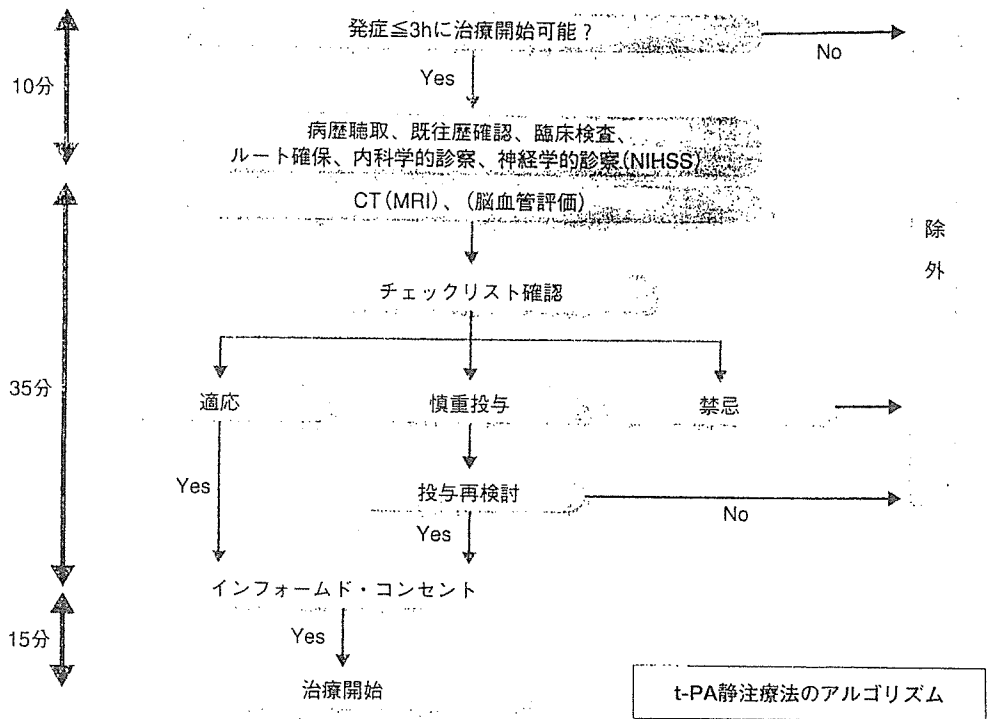 発症≦3hに治療開始可能？
No
Yes
10分
病歴聴取、既往歴確認、臨床検査、
ルート確保、内科学的診察、神経学的診察(NIHSS)
CT(MRI)、(脳血管評価)
除
外
チェックリスト確認
35分
適応
慎重投与
禁忌
Yes
投与再検討
No
Yes
インフォームド・コンセント
15分
Yes
治療開始
t-PA静注療法のアルゴリズム